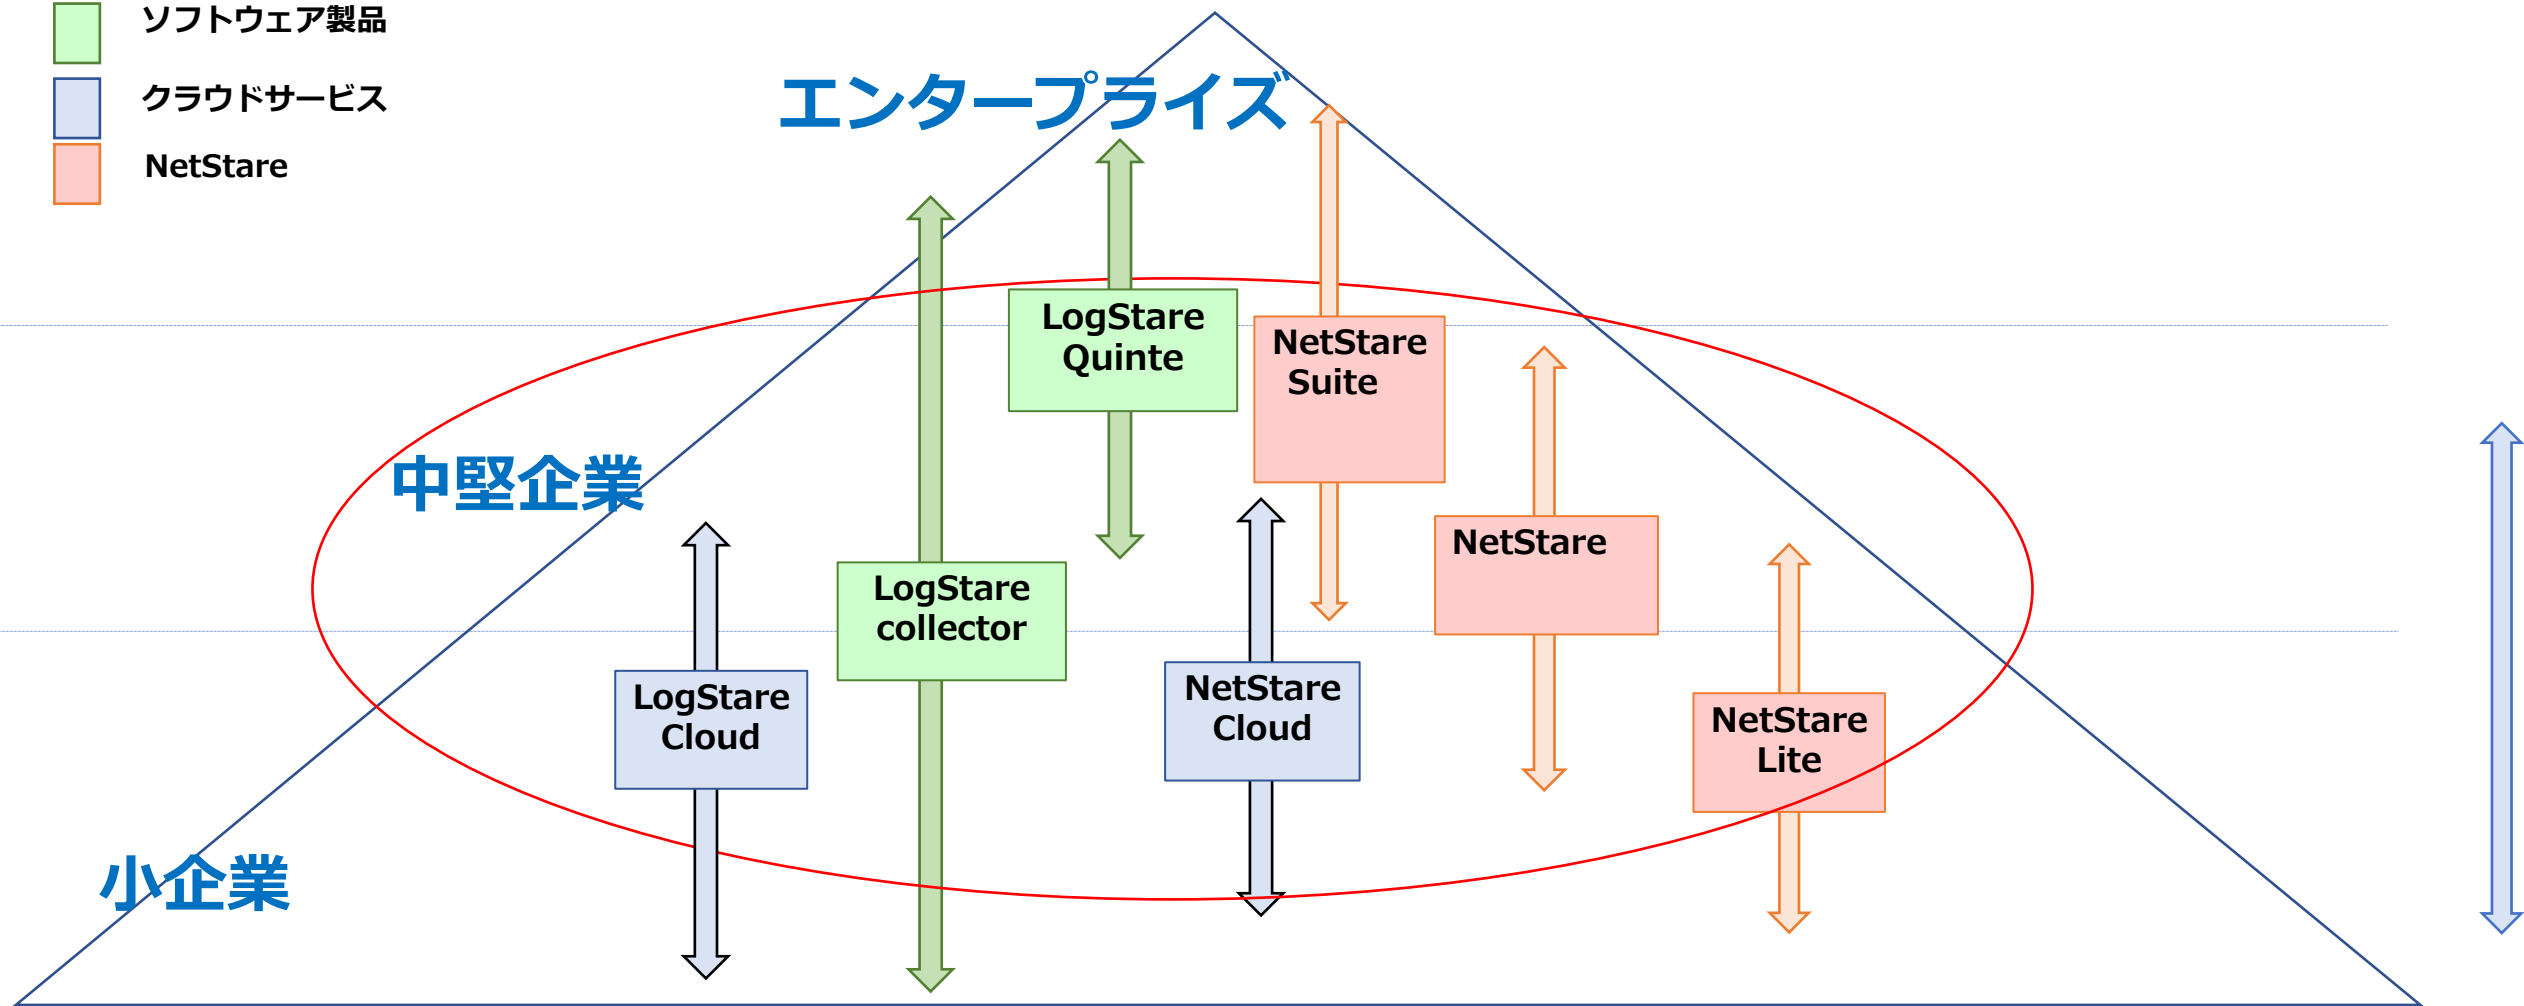 ソフトウェア製品
クラウドサービス
NetStare
エンタープライズ
LogStare
Quinte
NetStare
Suite
中堅企業
NetStare
LogStare
collector
LogStare
Cloud
NetStare
Cloud
NetStare
Lite
小企業